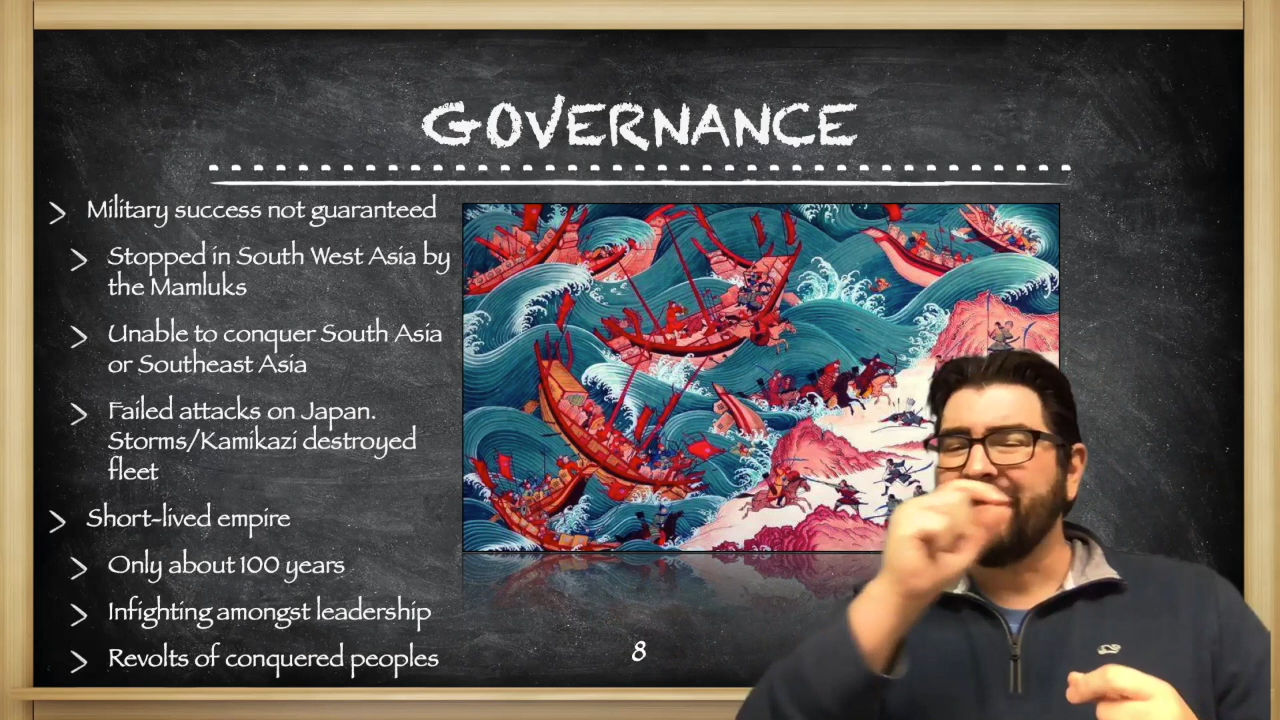 GOVERNANCE
Military success not guaranteed
Stopped in South West Asia by
the Mamluks
Unable to conquer South Asia
or Southeast Asia
Failed attacks on Japan.
Storms/Kamikazi destroyed
fleet
Short-lived empire
Only about 100 years
Infighting amongst leadership
Revolts of conquered peoples
8